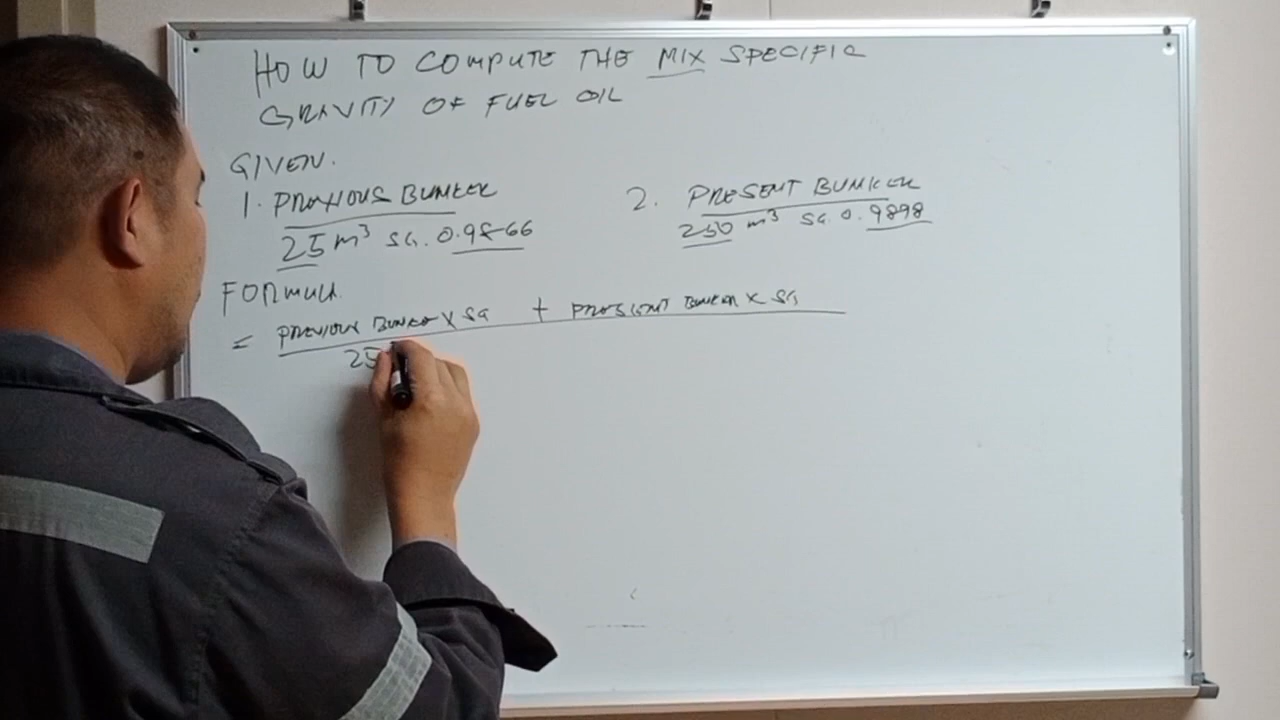 HOW TO COMPUTE THE MIX SPECIFIC
GRAVITY OF FUEL OIL
GIVEN.
1. PREVIOUS BUNKER
25 m³ SG. 0.9866
2. PRESENT BUNKER
250 m³ SG. 0.9898
FORMULA.
= PREVIOUS BUNKER X SG + PRESENT BUNKER X SG
25